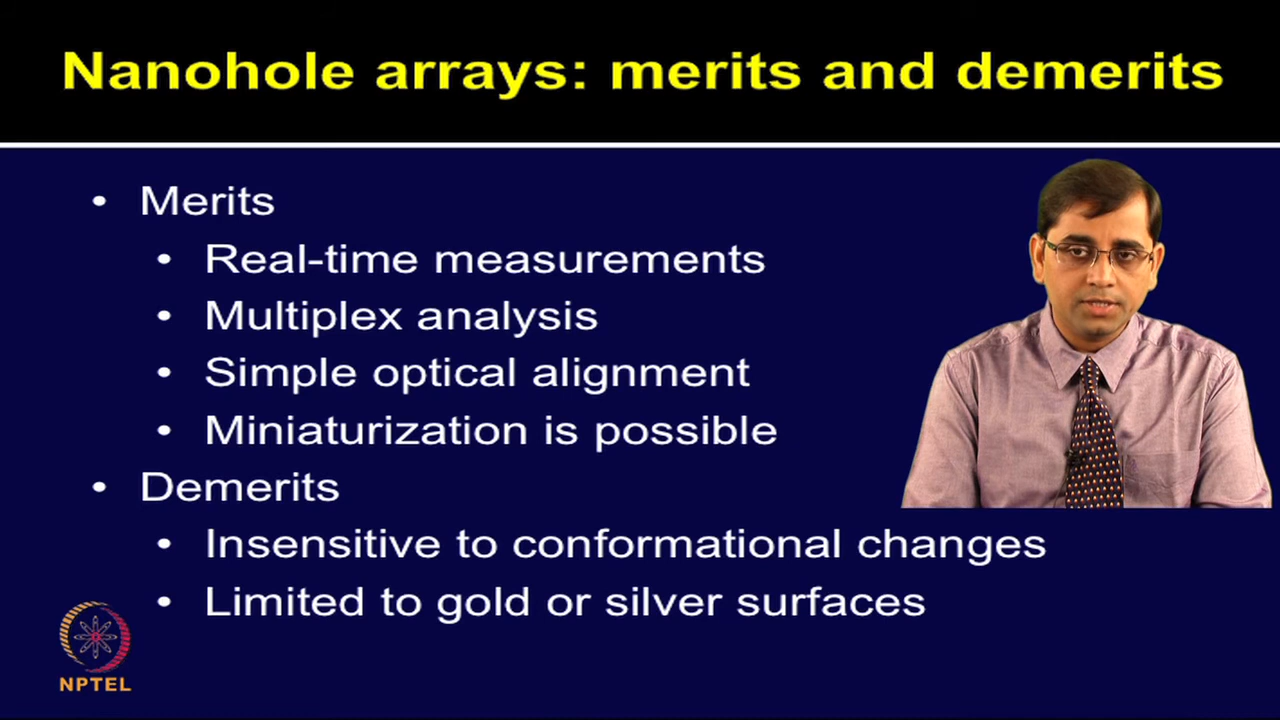 Nanohole arrays: merits and demerits
• Merits
• Real-time measurements
• Multiplex analysis
• Simple optical alignment
• Miniaturization is possible
• Demerits
• Insensitive to conformational changes
• Limited to gold or silver surfaces
NPTEL